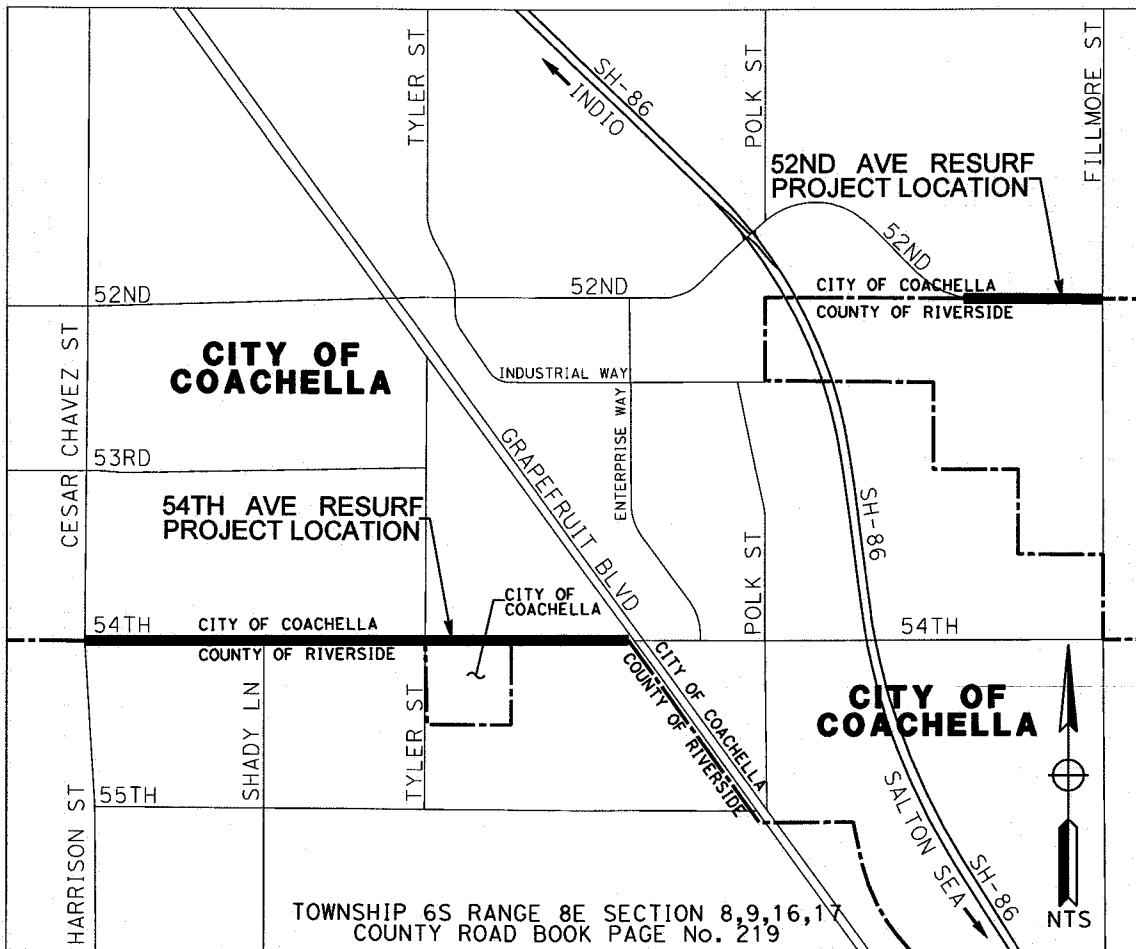 TYLER ST
SH-86
INDIO
POLK ST
FILLMORE ST
52ND AVE RESURF
PROJECT LOCATION
52ND
52ND
52ND
CITY OF COACHELLA
COUNTY OF RIVERSIDE
CITY OF
COACHELLA
CESAR CHAVEZ ST
INDUSTRIAL WAY
ENTERPRISE WAY
GRAPEFRUIT BLVD
53RD
54TH AVE RESURF
PROJECT LOCATION
SH-86
POLK ST
CITY OF
COACHELLA
54TH
CITY OF COACHELLA
COUNTY OF RIVERSIDE
54TH
CITY OF COACHELLA
COUNTY OF RIVERSIDE
SHADY LN
TYLER ST
CITY OF
COACHELLA
55TH
HARRISON ST
SALTON SEA
SH-86
NTS
TOWNSHIP 6S RANGE 8E SECTION 8,9,16,17
COUNTY ROAD BOOK PAGE No. 219